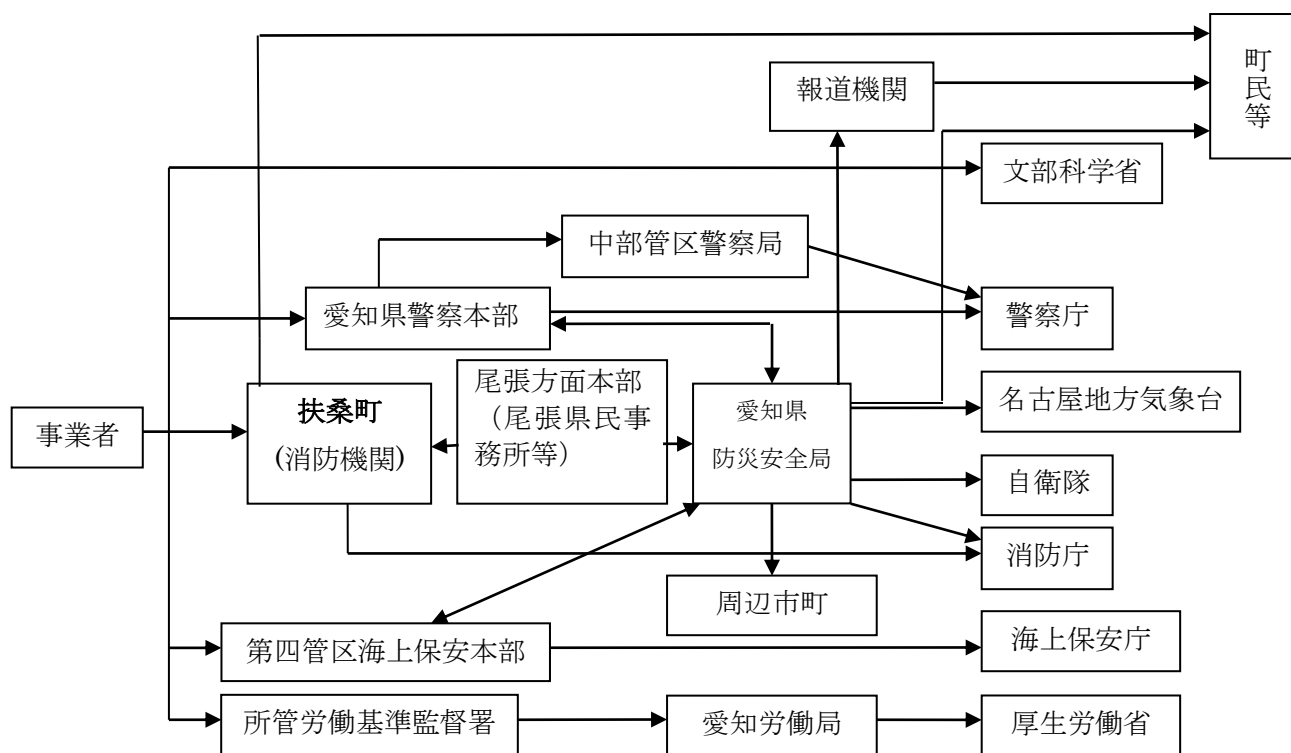 町民等
報道機関
文部科学省
中部管区警察局
愛知県警察本部
警察庁
尾張方面本部
（尾張県民事
務所等）
扶桑町
(消防機関)
愛知県
防災安全局
名古屋地方気象台
事業者
自衛隊
消防庁
周辺市町
第四管区海上保安本部
海上保安庁
所管労働基準監督署
愛知労働局
厚生労働省